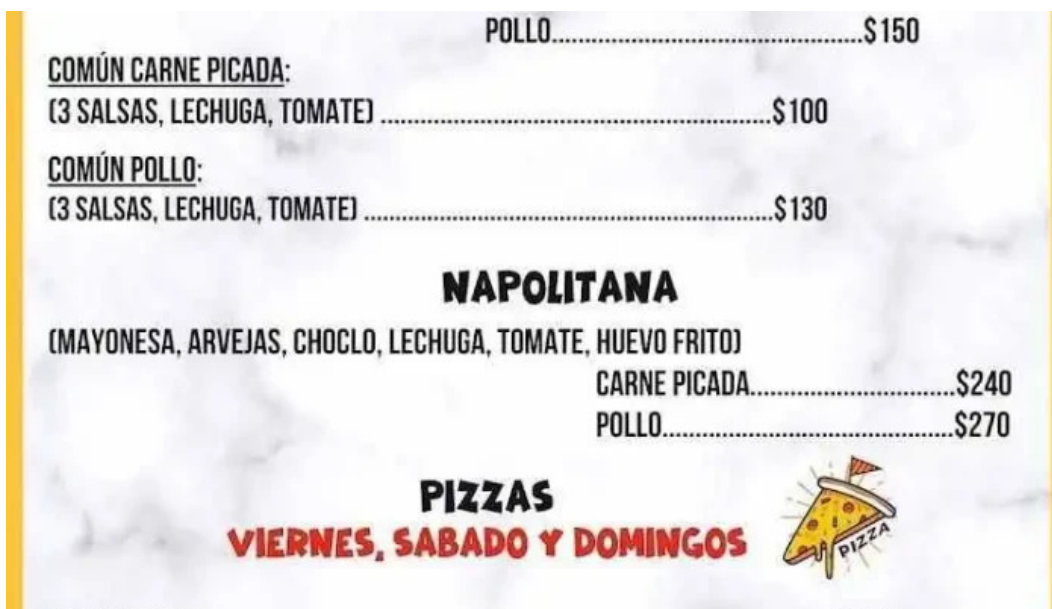 POLLO...............................................$150
COMÚN CARNE PICADA:
(3 SALSAS, LECHUGA, TOMATE) ...........................................................$100
COMÚN POLLO:
(3 SALSAS, LECHUGA, TOMATE) ..............................................................$130
NAPOLITANA
(MAYONESA, ARVEJAS, CHOCLO, LECHUGA, TOMATE, HUEVO FRITO)
CARNE PICADA...............................$240
POLLO............................................$270
PIZZAS
VIERNES, SABADO Y DOMINGOS
PIZZA